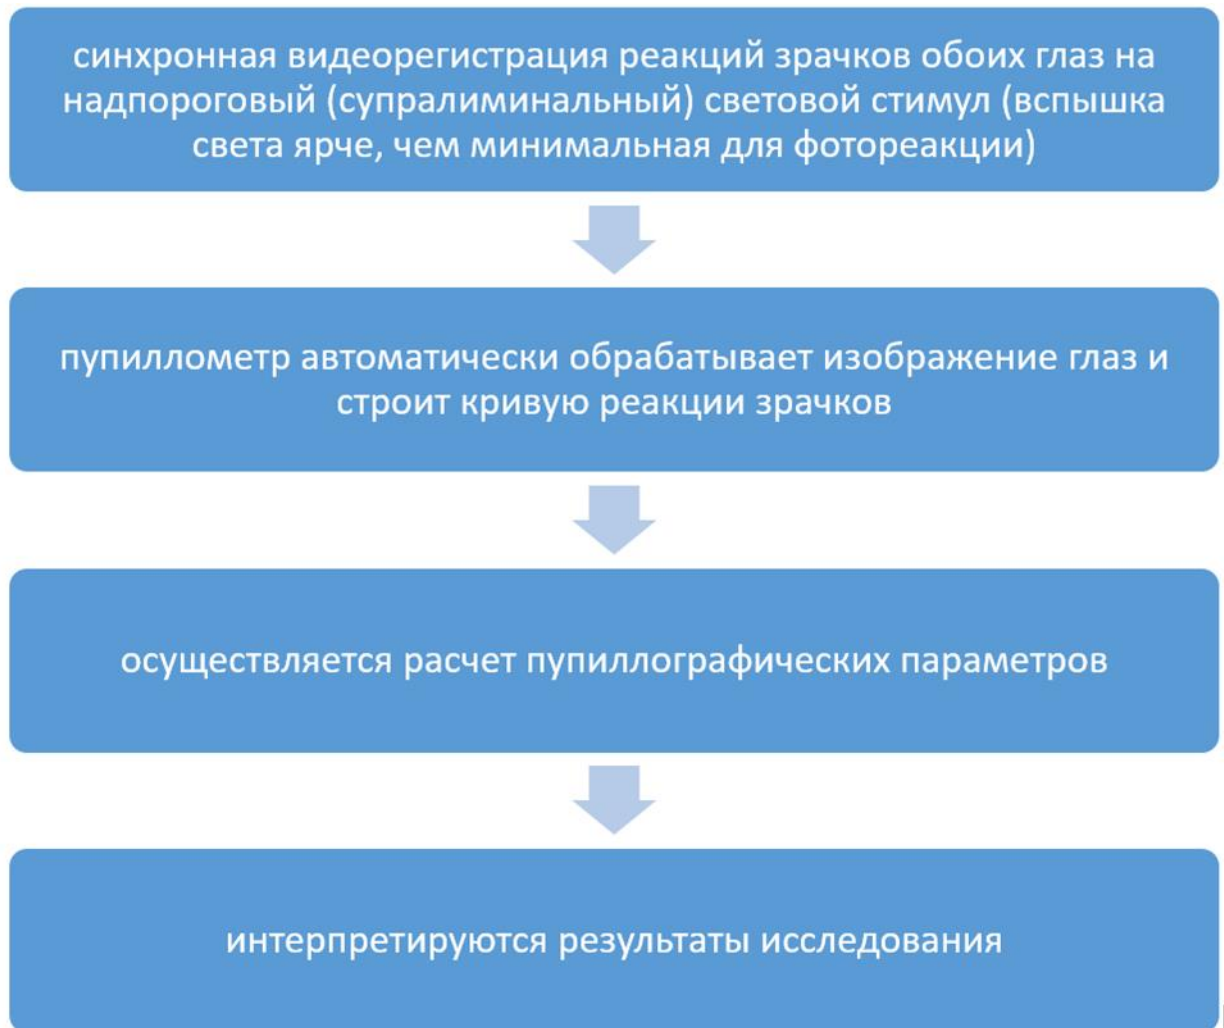 синхронная видеорегистрация реакций зрачков обоих глаз на
надпороговый (супралиминальный) световой стимул (вспышка
света ярче, чем минимальная для фотореакции)
пупиллометр автоматически обрабатывает изображение глаз и
строит кривую реакции зрачков
осуществляется расчет пупиллографических параметров
интерпретируются результаты исследования